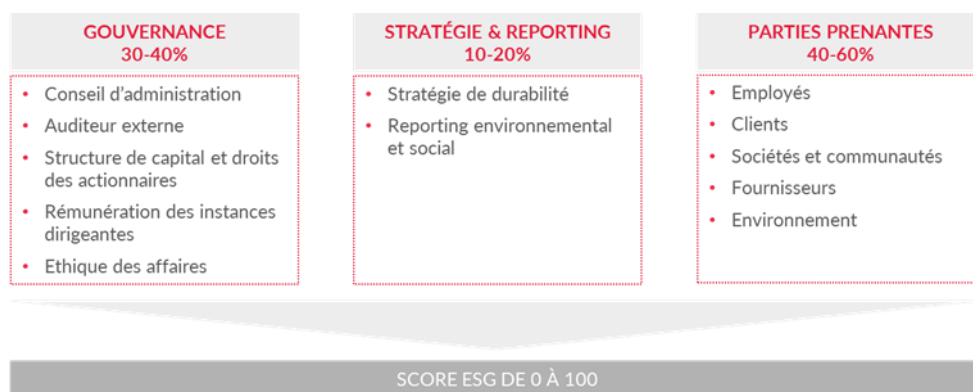 GOUVERNANCE
30-40%
• Conseil d'administration
• Auditeur externe
• Structure de capital et droits
des actionnaires
• Rémunération des instances
dirigeantes
• Ethique des affaires
STRATÉGIE & REPORTING
10-20%
• Stratégie de durabilité
• Reporting environnemental
et social
PARTIES PRENANTES
40-60%
• Employés
• Clients
• Sociétés et communautés
• Fournisseurs
• Environnement
SCORE ESG DE 0 À 100